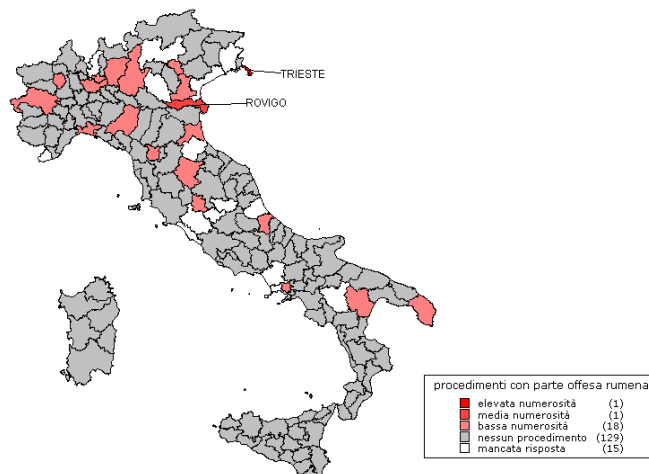 TRIESTE
ROVIGO
procedimenti con parte offesa rumena
elevata numerosità (1)
media numerosità (1)
bassa numerosità (18)
nessun procedimento (129)
mancata risposta (15)